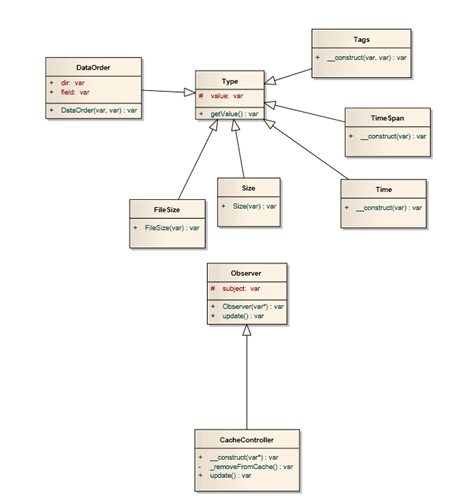 Tags
+ __construct(var, var) : var
DataOrder
+ dir: var
+ field: var
+ DataOrder(var, var) : var
Type
# value: var
+ getValue() : var
TimeSpan
+ __construct(var) : var
Size
+ Size(var) : var
Time
+ __construct(var) : var
FileSize
+ FileSize(var) : var
Observer
# subject: var
+ Observer(var*) : var
+ update() : var
CacheController
+ __construct(var*) : var
- _removeFromCache() : var
+ update() : var